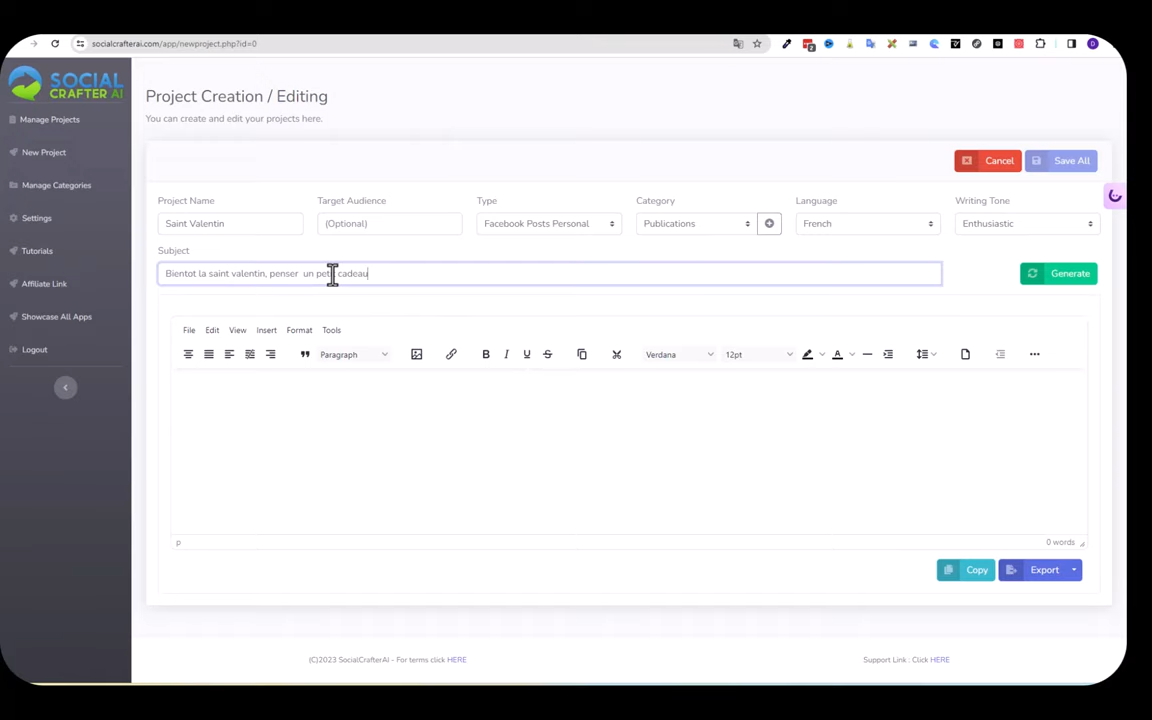 socialcrafterai.com/app/newproject.php?id=0
SOCIAL
CRAFTER AI
Manage Projects
New Project
Manage Categories
Settings
Tutorials
Affiliate Link
Showcase All Apps
Logout
Project Creation / Editing
You can create and edit your projects here.
Cancel
Save All
Project Name
Target Audience
Type
Category
Language
Writing Tone
Saint Valentin
(Optional)
Facebook Posts Personal
Publications
French
Enthusiastic
Subject
Bientot la saint valentin, penser un petit cadeau
Generate
File Edit View Insert Format Tools
Paragraph
B I U S
Verdana
12pt
A
p
0 words
Copy
Export
(C)2023 SocialCrafterAI - For terms click HERE
Support Link : Click HERE